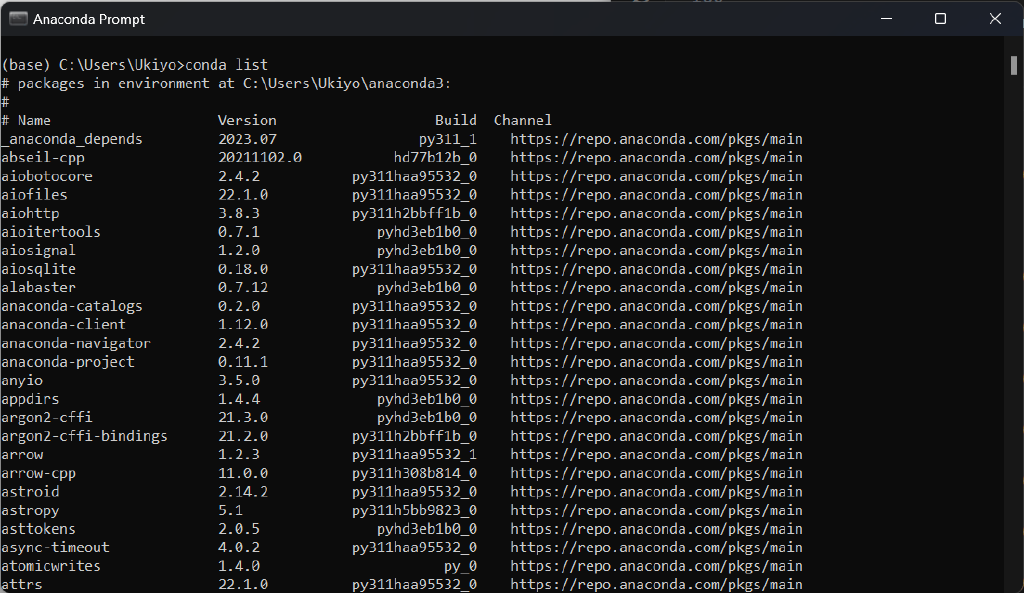 Anaconda Prompt
(base) C:\Users\Ukiyo>conda list
# packages in environment at C:\Users\Ukiyo\anaconda3:
#
# Name Version Build Channel
_anaconda_depends 2023.07 py311_1 https://repo.anaconda.com/pkgs/main
abseil-cpp 20211102.0 hd77b12b_0 https://repo.anaconda.com/pkgs/main
aiobotocore 2.4.2 py311haa95532_0 https://repo.anaconda.com/pkgs/main
aiofiles 22.1.0 py311haa95532_0 https://repo.anaconda.com/pkgs/main
aiohttp 3.8.3 py311h2bbff1b_0 https://repo.anaconda.com/pkgs/main
aioitertools 0.7.1 pyhd3eb1b0_0 https://repo.anaconda.com/pkgs/main
aiosignal 1.2.0 pyhd3eb1b0_0 https://repo.anaconda.com/pkgs/main
aiosqlite 0.18.0 py311haa95532_0 https://repo.anaconda.com/pkgs/main
alabaster 0.7.12 pyhd3eb1b0_0 https://repo.anaconda.com/pkgs/main
anaconda-catalogs 0.2.0 py311haa95532_0 https://repo.anaconda.com/pkgs/main
anaconda-client 1.12.0 py311haa95532_0 https://repo.anaconda.com/pkgs/main
anaconda-navigator 2.4.2 py311haa95532_0 https://repo.anaconda.com/pkgs/main
anaconda-project 0.11.1 py311haa95532_0 https://repo.anaconda.com/pkgs/main
anyio 3.5.0 py311haa95532_0 https://repo.anaconda.com/pkgs/main
appdirs 1.4.4 pyhd3eb1b0_0 https://repo.anaconda.com/pkgs/main
argon2-cffi 21.3.0 pyhd3eb1b0_0 https://repo.anaconda.com/pkgs/main
argon2-cffi-bindings 21.2.0 py311h2bbff1b_0 https://repo.anaconda.com/pkgs/main
arrow 1.2.3 py311haa95532_1 https://repo.anaconda.com/pkgs/main
arrow-cpp 11.0.0 py311h308b814_0 https://repo.anaconda.com/pkgs/main
astroid 2.14.2 py311haa95532_0 https://repo.anaconda.com/pkgs/main
astropy 5.1 py311h5bb9823_0 https://repo.anaconda.com/pkgs/main
asttokens 2.0.5 pyhd3eb1b0_0 https://repo.anaconda.com/pkgs/main
async-timeout 4.0.2 py311haa95532_0 https://repo.anaconda.com/pkgs/main
atomicwrites 1.4.0 py_0 https://repo.anaconda.com/pkgs/main
attrs 22.1.0 py311haa95532_0 https://repo.anaconda.com/pkgs/main